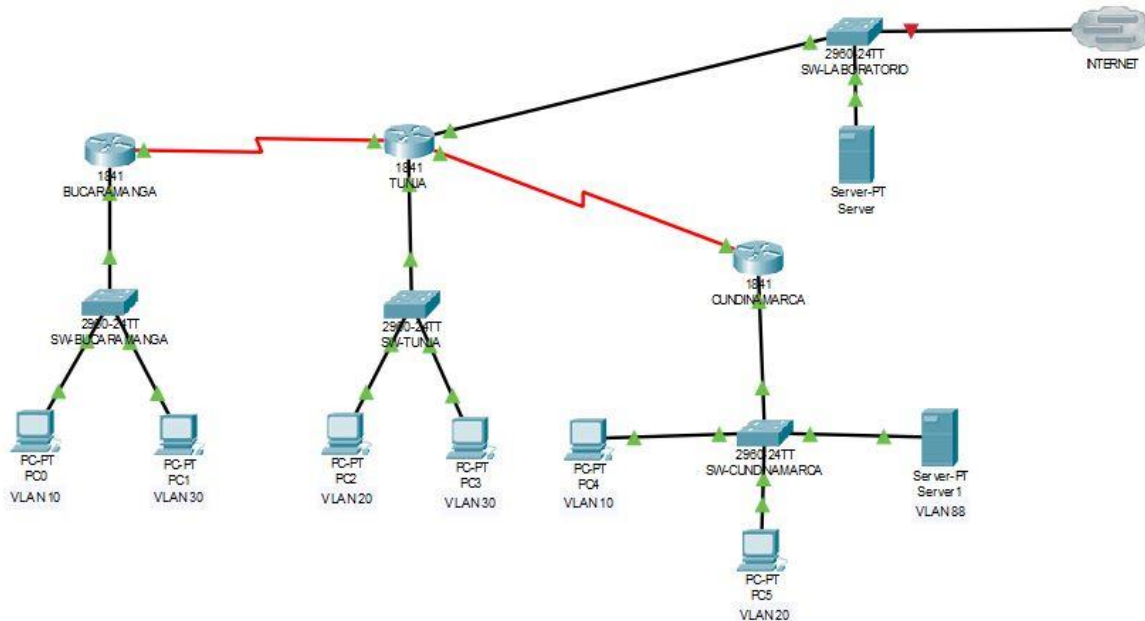 2960-24TT
SW-LABORATORIO
INTERNET
Server-PT
Server
1841
BUCARAMANGA
1841
TUNJA
1841
CUNDINAMARCA
2960-24TT
SW-BUCARAMANGA
2960-24TT
SW-TUNJA
2960-24TT
SW-CUNDINAMARCA
PC-PT
PC0
VLAN 10
PC-PT
PC1
VLAN 30
PC-PT
PC2
VLAN 20
PC-PT
PC3
VLAN 30
PC-PT
PC4
VLAN 10
Server-PT
Server1
VLAN 88
PC-PT
PC5
VLAN 20